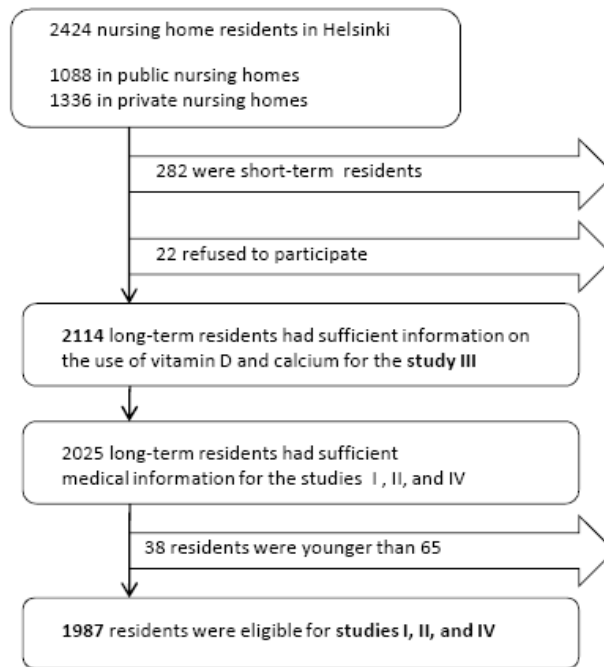 2424 nursing home residents in Helsinki
1088 in public nursing homes
1336 in private nursing homes
282 were short-term residents
22 refused to participate
2114 long-term residents had sufficient information on
the use of vitamin D and calcium for the study III
2025 long-term residents had sufficient
medical information for the studies I , II, and IV
38 residents were younger than 65
1987 residents were eligible for studies I, II, and IV